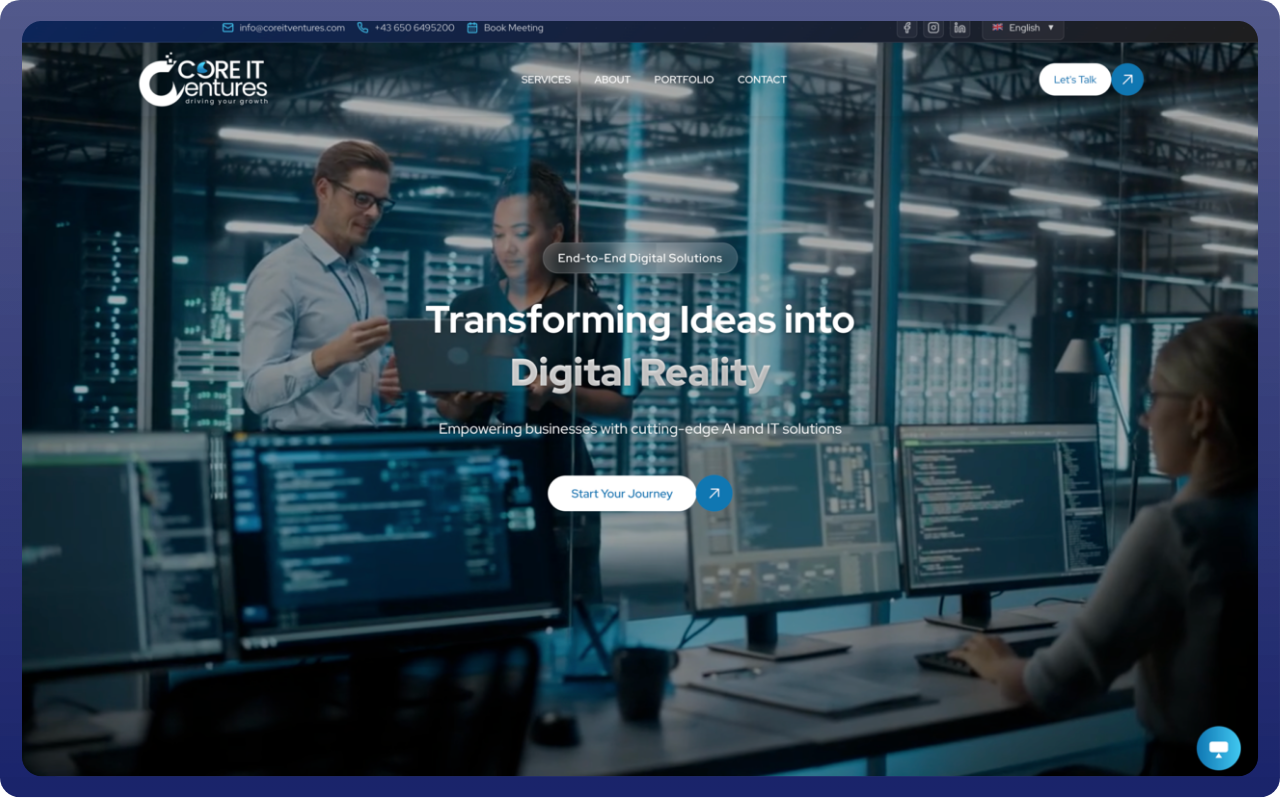 info@coreitventures.com +43 650 6495200 Book Meeting English ▼
CORE IT
Ventures
driving your growth
SERVICES ABOUT PORTFOLIO CONTACT
Let's Talk
End-to-End Digital Solutions
Transforming Ideas into
Digital Reality
Empowering businesses with cutting-edge AI and IT solutions
Start Your Journey